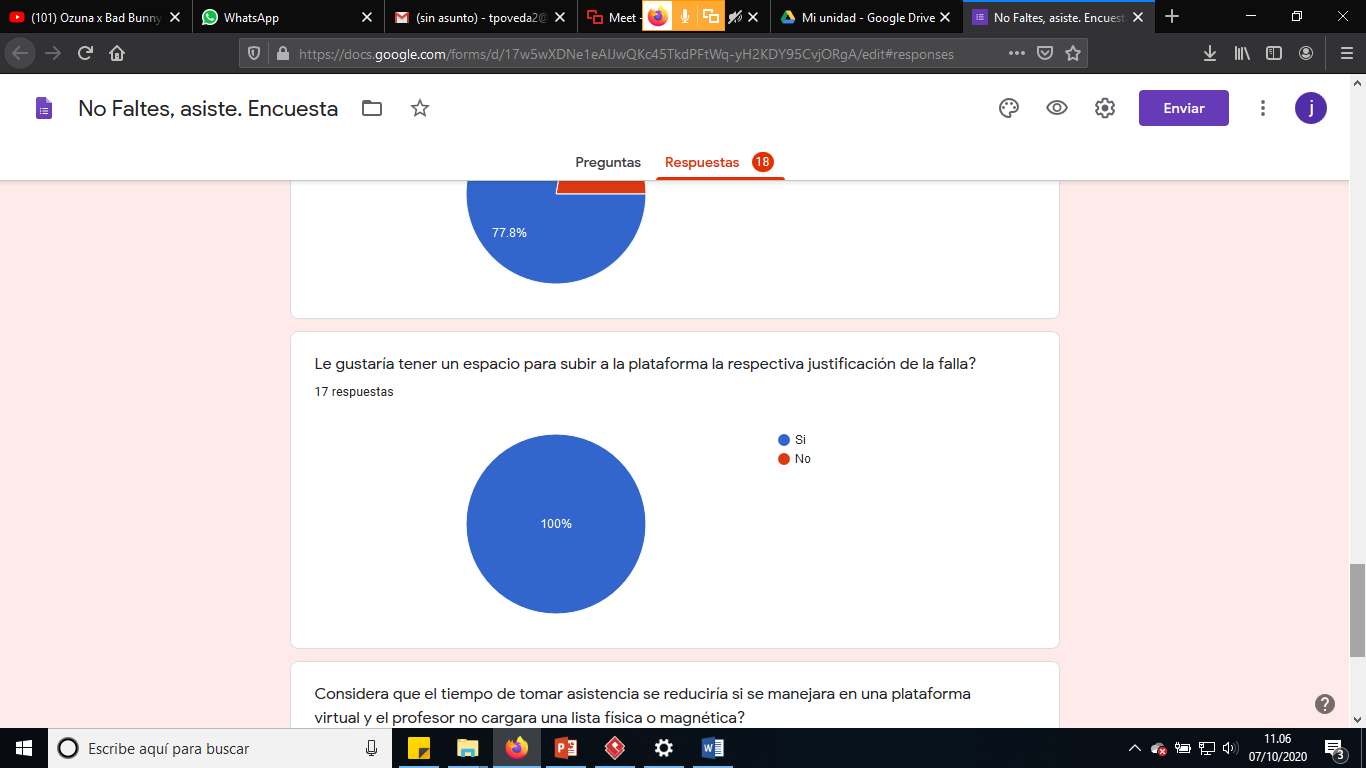 (101) Ozuna x Bad Bunny
WhatsApp
(sin asunto) - tpoveda2@
Meet -
Mi unidad - Google Drive
No Faltes, asiste. Encuest
https://docs.google.com/forms/d/17w5wXDNe1eAIJwQKc45TkdPFtWq-yH2KDY95CvjORgA/edit#responses
No Faltes, asiste. Encuesta
Enviar
j
Preguntas
Respuestas 18
77.8%
Le gustaría tener un espacio para subir a la plataforma la respectiva justificación de la falla?
17 respuestas
Si
No
100%
Considera que el tiempo de tomar asistencia se reduciría si se manejara en una plataforma
virtual y el profesor no cargara una lista física o magnética?
Escribe aquí para buscar
11.06
07/10/2020
3